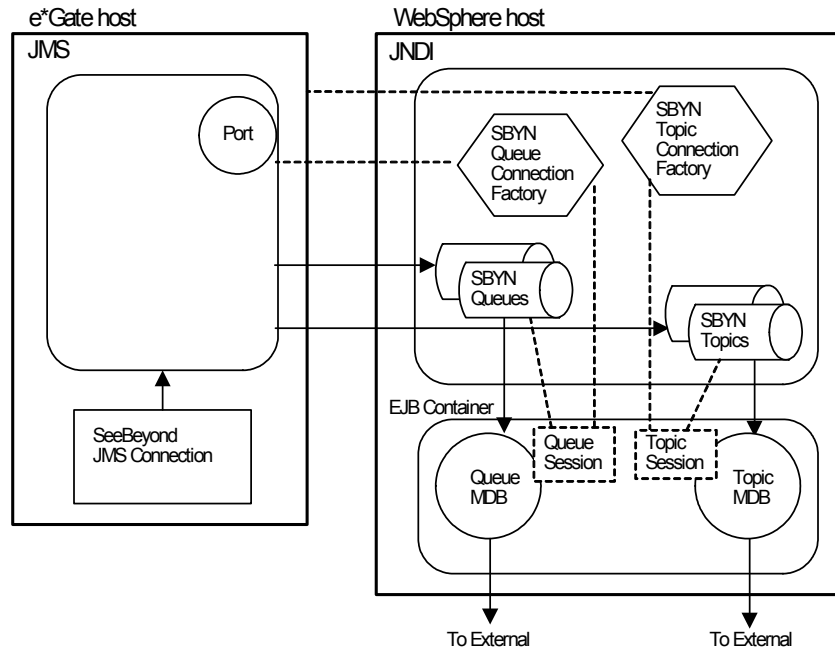 e*Gate host
WebSphere host
JMS
JNDI
Port
SBYN
Queue
Connection
Factory
SBYN
Topic
Connection
Factory
SBYN
Queues
SBYN
Topics
EJB Container
SeeBeyond
JMS Connection
Queue
Session
Topic
Session
Queue
MDB
Topic
MDB
To External
To External